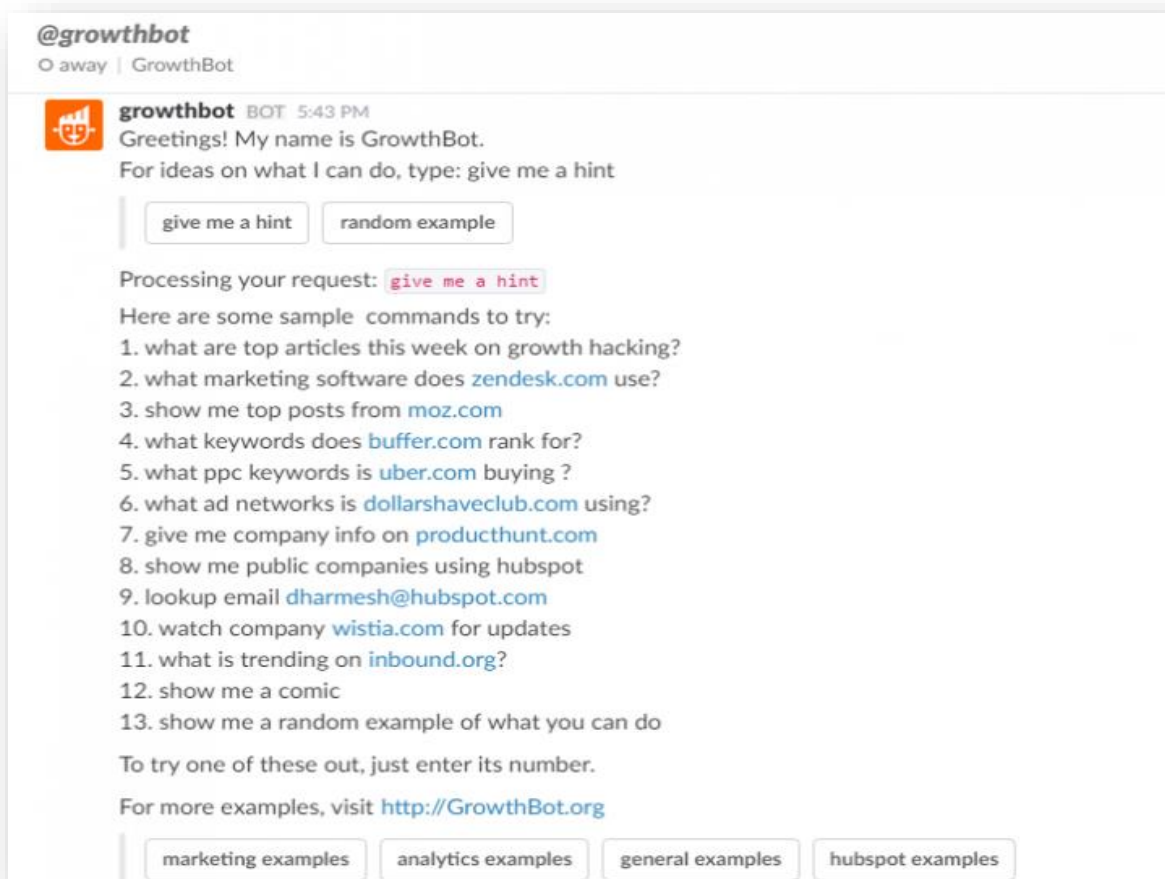 @growthbot
O away | GrowthBot
growthbot BOT 5:43 PM
Greetings! My name is GrowthBot.
For ideas on what I can do, type: give me a hint
give me a hint random example
Processing your request: give me a hint
Here are some sample commands to try:
1. what are top articles this week on growth hacking?
2. what marketing software does zendesk.com use?
3. show me top posts from moz.com
4. what keywords does buffer.com rank for?
5. what ppc keywords is uber.com buying ?
6. what ad networks is dollarshaveclub.com using?
7. give me company info on producthunt.com
8. show me public companies using hubspot
9. lookup email dharmesh@hubspot.com
10. watch company wistia.com for updates
11. what is trending on inbound.org?
12. show me a comic
13. show me a random example of what you can do
To try one of these out, just enter its number.
For more examples, visit http://GrowthBot.org
marketing examples analytics examples general examples hubspot examples